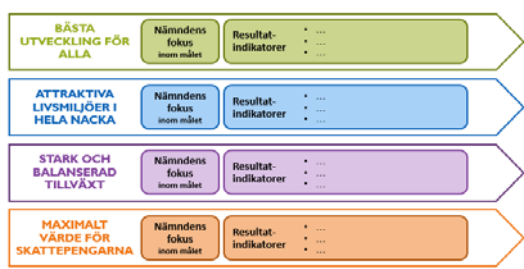 BÄSTA
UTVECKLING FÖR
ALLA
Nämndens
fokus
inom målet
Resultat-
indikatorer
• ...
• ...
• ...
ATTRAKTIVA
LIVSMILJÖER I
HELA NACKA
Nämndens
fokus
inom målet
Resultat-
indikatorer
• ...
• ...
• ...
STARK OCH
BALANSERAD
TILLVÄXT
Nämndens
fokus
inom målet
Resultat-
indikatorer
• ...
• ...
• ...
MAXIMALT
VÄRDE FÖR
SKATTEPENGARNA
Nämndens
fokus
inom målet
Resultat-
indikatorer
• ...
• ...
• ...